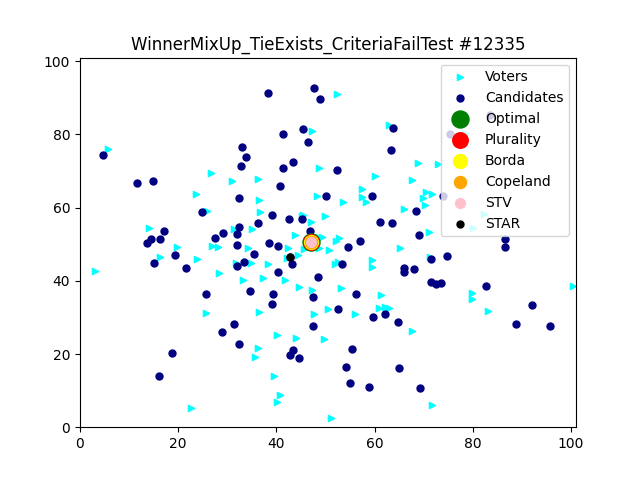 WinnerMixUp_TieExists_CriteriaFailTest #12335
100
80
60
40
20
0
0
20
40
60
80
100
Voters
Candidates
Optimal
Plurality
Borda
Copeland
STV
STAR